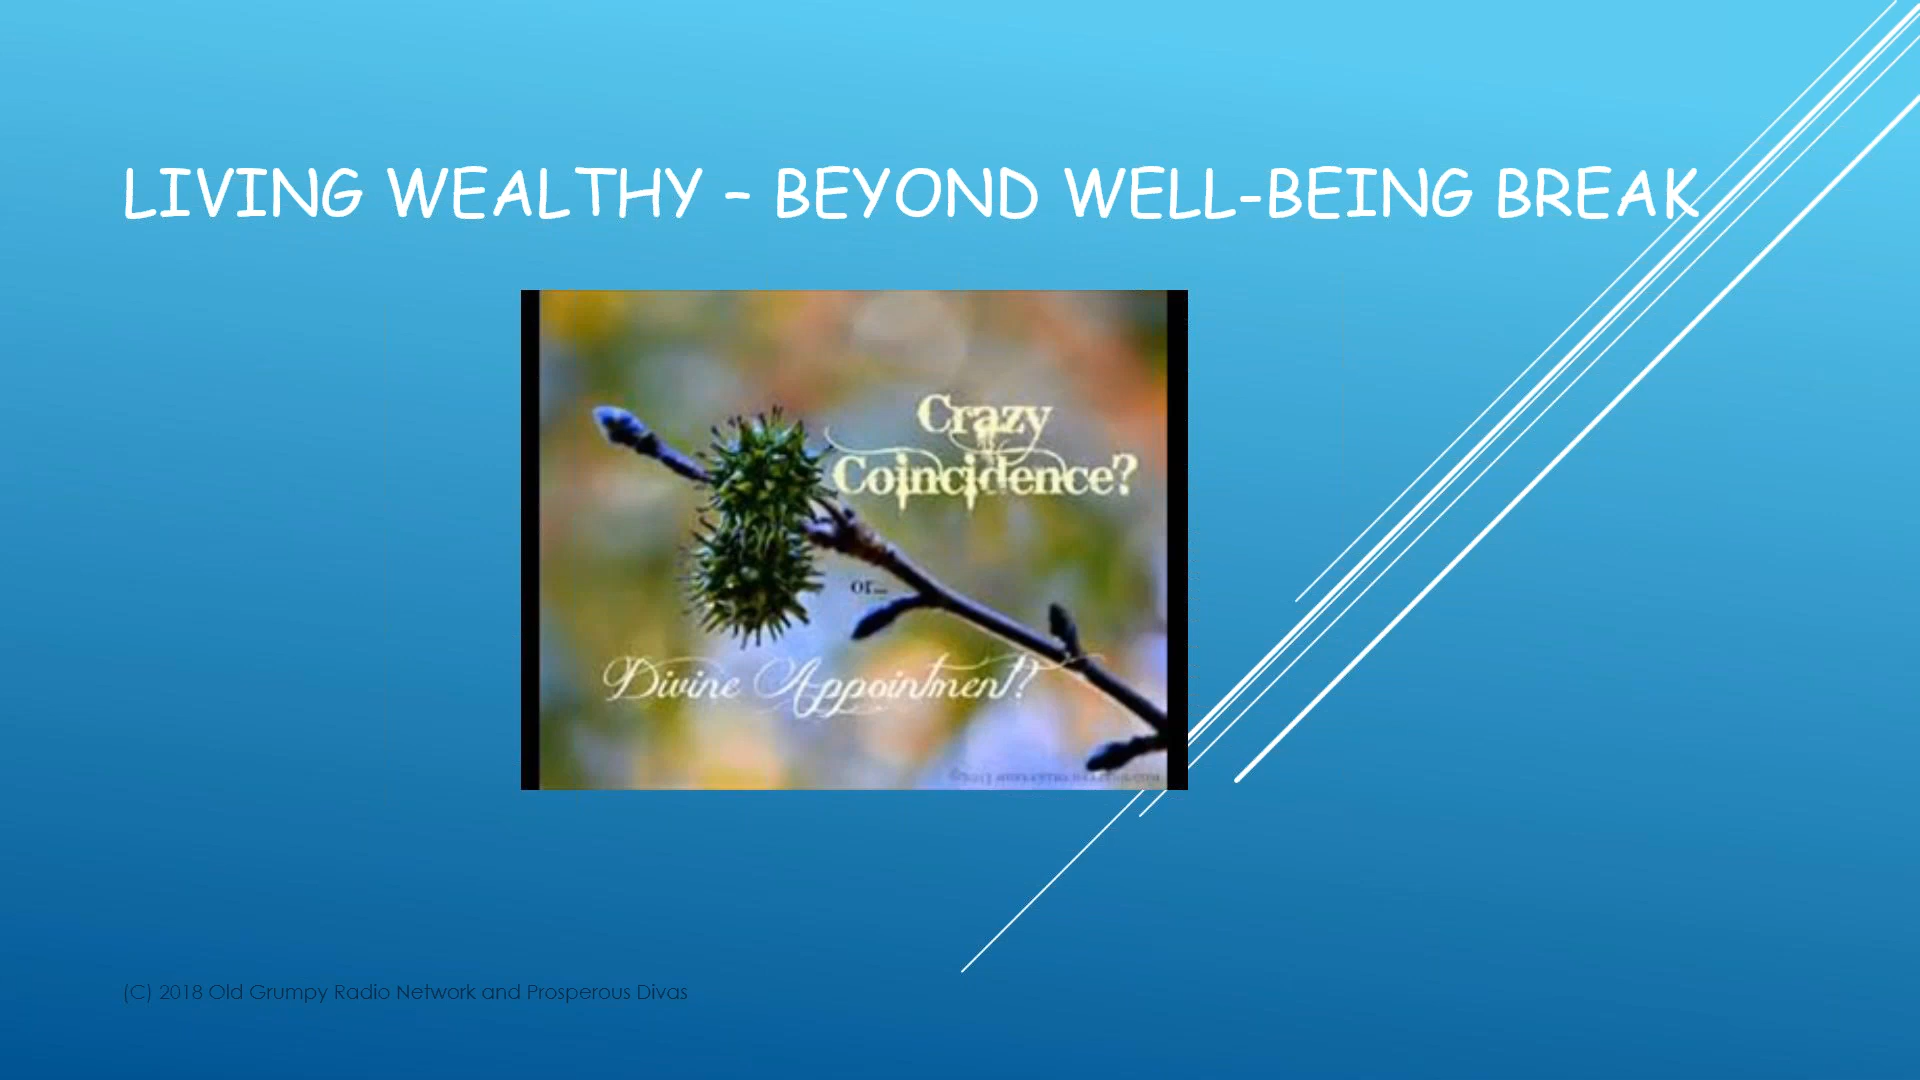 LIVING WEALTHY – BEYOND WELL-BEING BREAK
Crazy
Coincidence?
or...
Divine Appointment?
(C) 2018 Old Grumpy Radio Network and Prosperous Divas